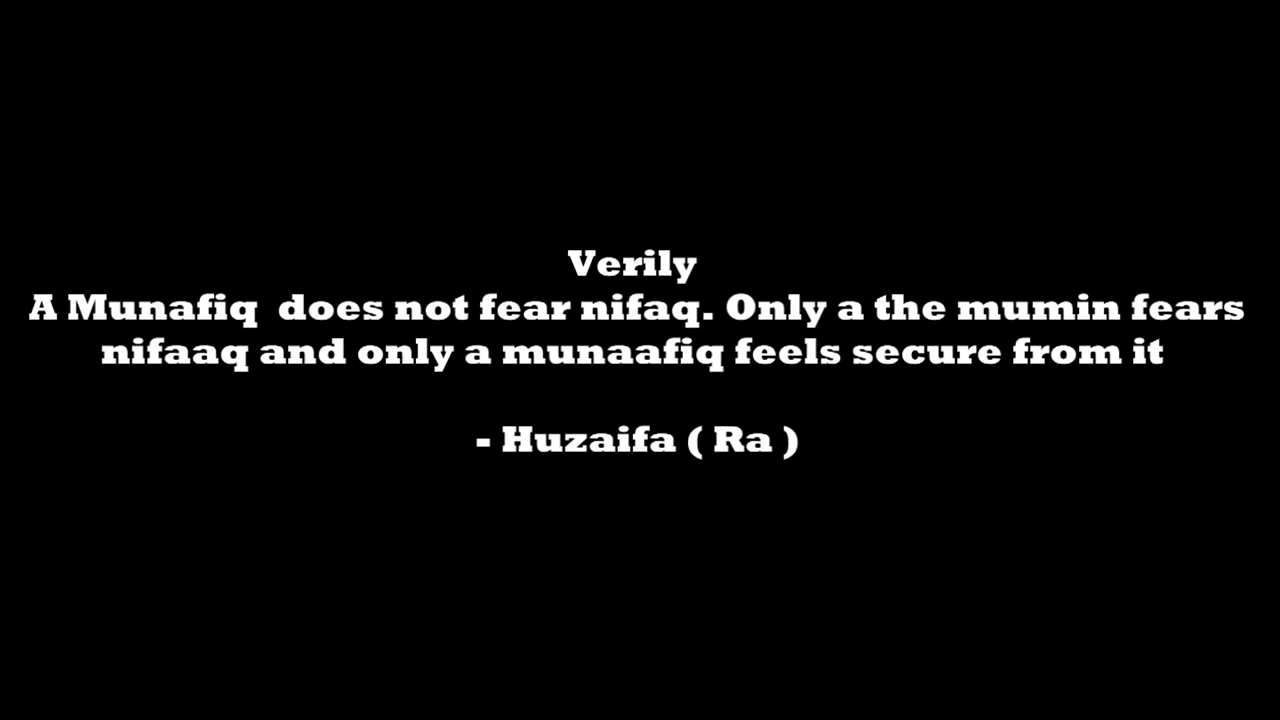 Verily
A Munafiq  does not fear nifaq. Only a the mumin fears
nifaaq and only a munaafiq feels secure from it
- Huzaifa ( Ra )